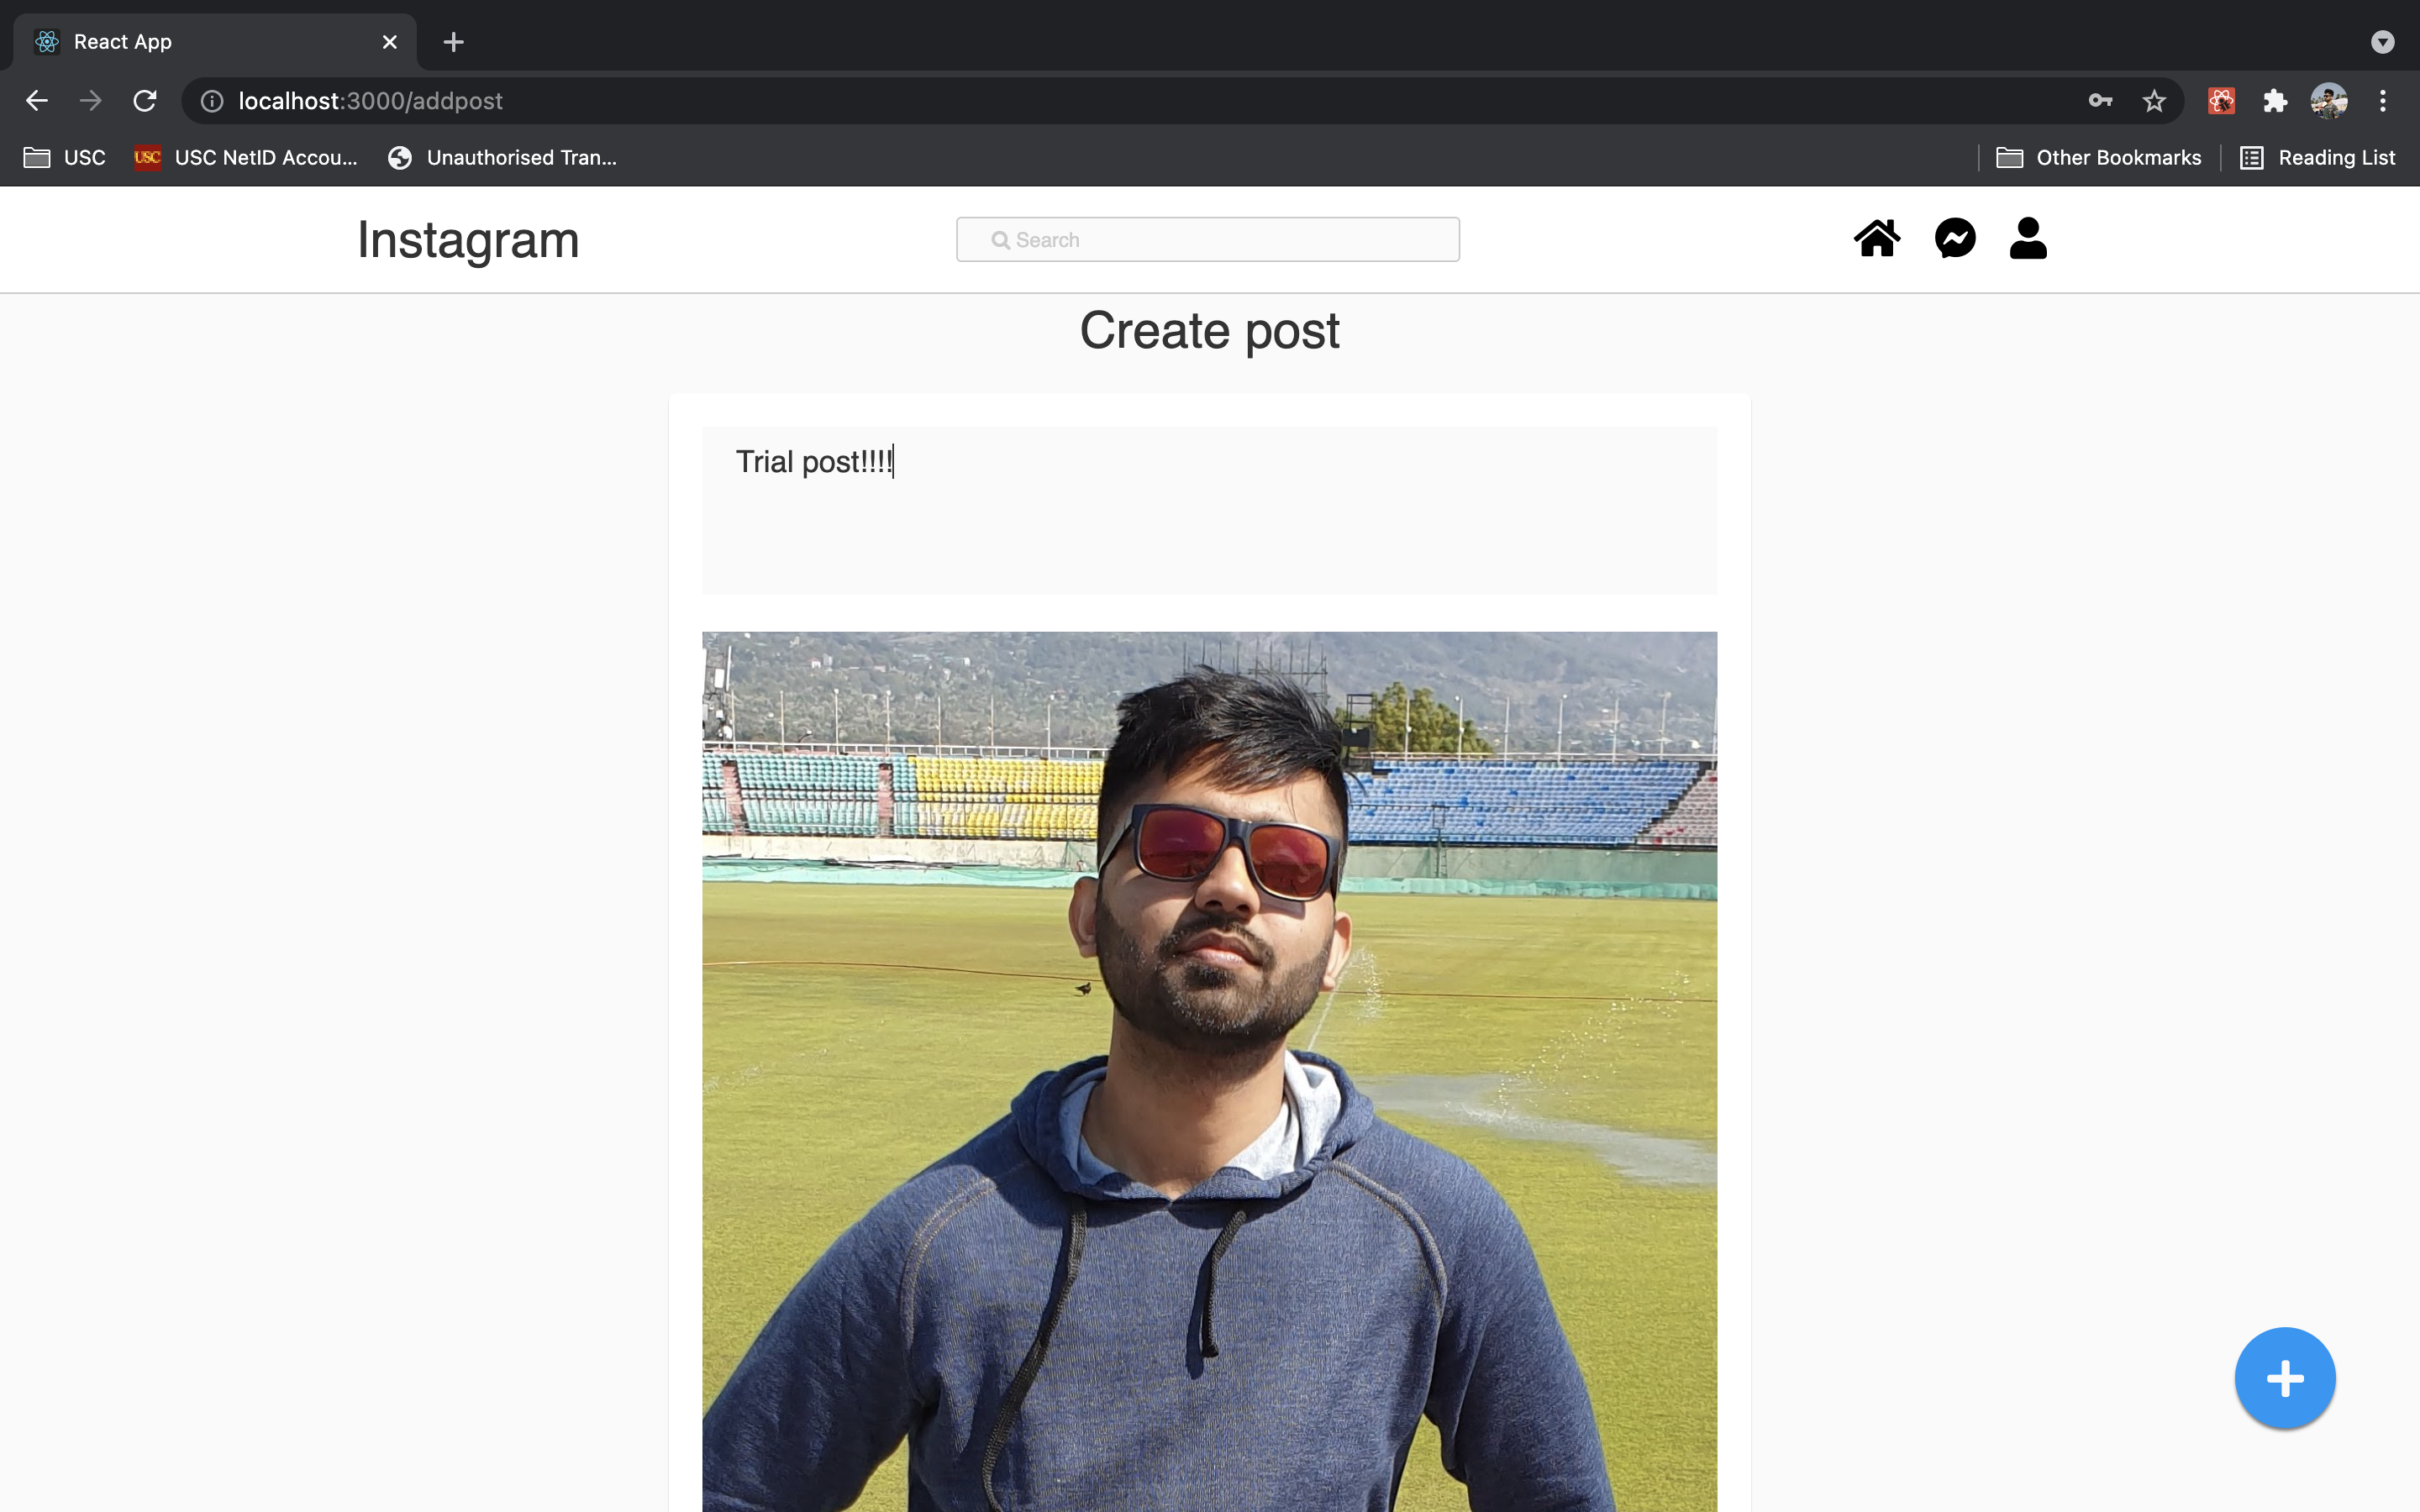 React App
localhost:3000/addpost
USC
USC
USC NetID Accou...
Unauthorised Tran...
Other Bookmarks
Reading List
Instagram
Search
Create post
Trial post!!!!